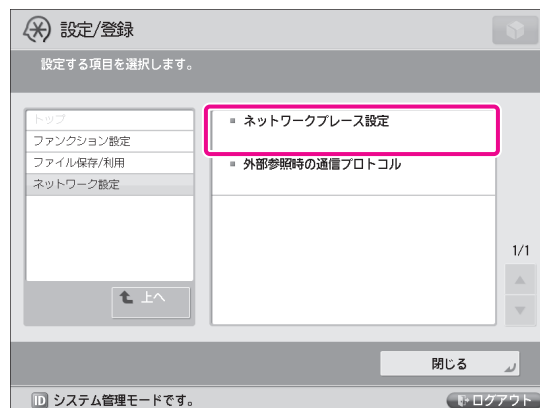 設定/登録
設定する項目を選択します。
トップ
ファンクション設定
ファイル保存/利用
ネットワーク設定
上へ
ネットワークプレース設定
外部参照時の通信プロトコル
1/1
閉じる
ID システム管理モードです。
ログアウト